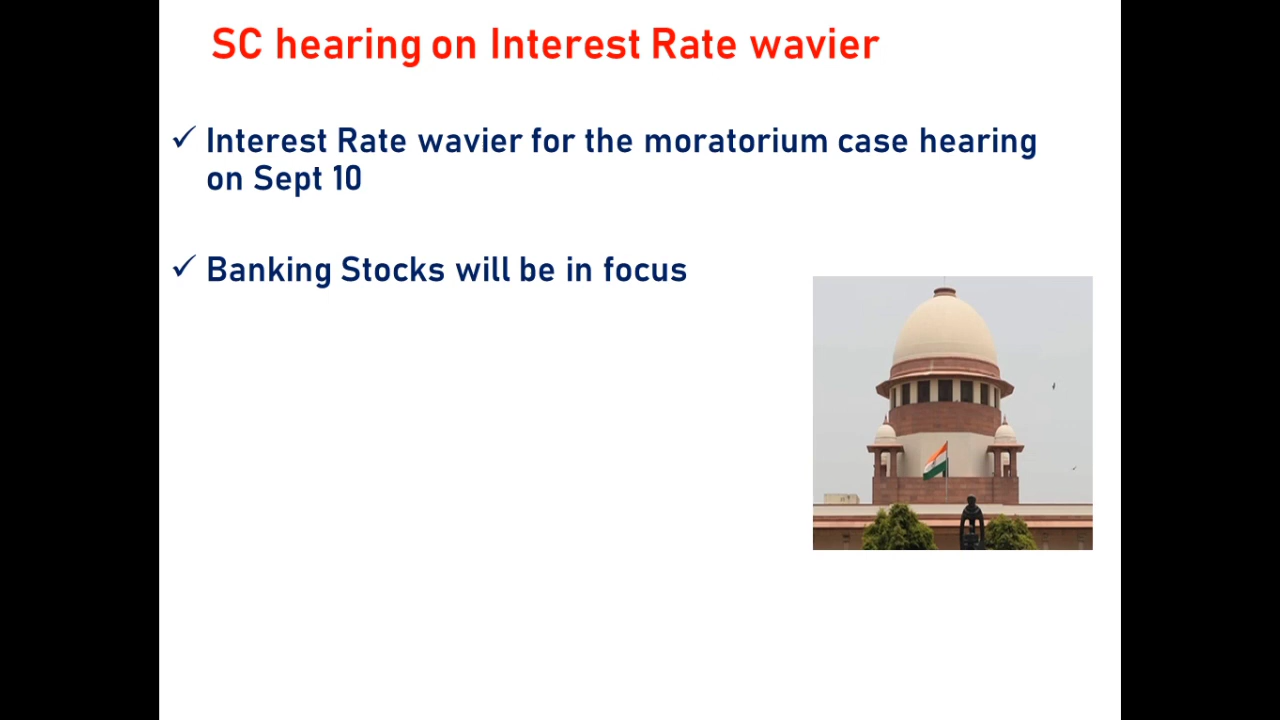 SC hearing on Interest Rate wavier
✓ Interest Rate wavier for the moratorium case hearing
on Sept 10
✓ Banking Stocks will be in focus